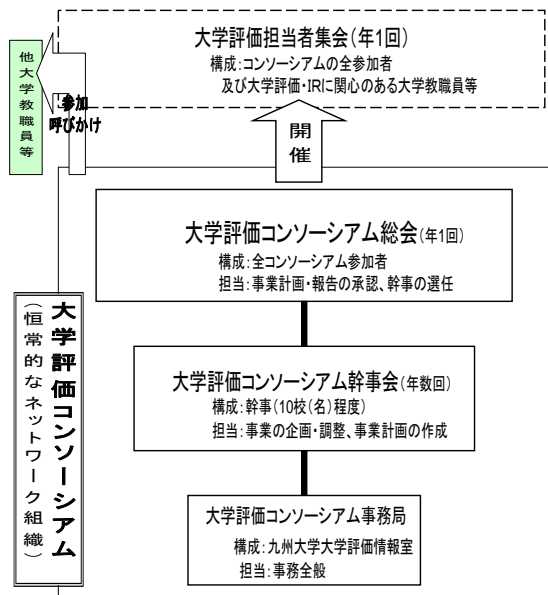 大学評価担当者集会(年1回)
構成:コンソーシアムの全参加者
及び大学評価・IRに関心のある大学教職員等
他大学教職員等
参加
呼びかけ
開催
大学評価コンソーシアム総会(年1回)
構成:全コンソーシアム参加者
担当:事業計画・報告の承認、幹事の選任
大学評価コンソーシアム
(恒常的なネットワーク組織)
大学評価コンソーシアム幹事会(年数回)
構成:幹事(10校(名)程度)
担当:事業の企画・調整、事業計画の作成
大学評価コンソーシアム事務局
構成:九州大学大学評価情報室
担当:事務全般